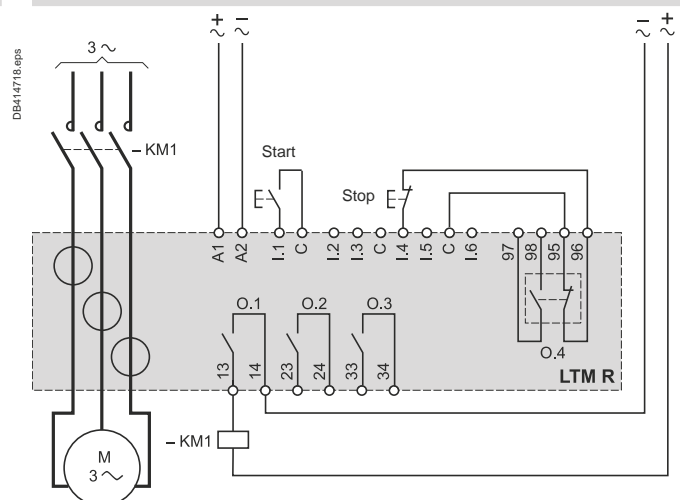 + − − +
∼ ∼ ∼ ∼
DB414718.eps
3 ∼
– KM1
Start
Stop
A1 A2 I.1 C I.2 I.3 C I.4 I.5 C I.6 97 98 95 96
O.1 O.2 O.3
O.4
13 14 23 24 33 34
LTM R
– KM1
M
3 ∼